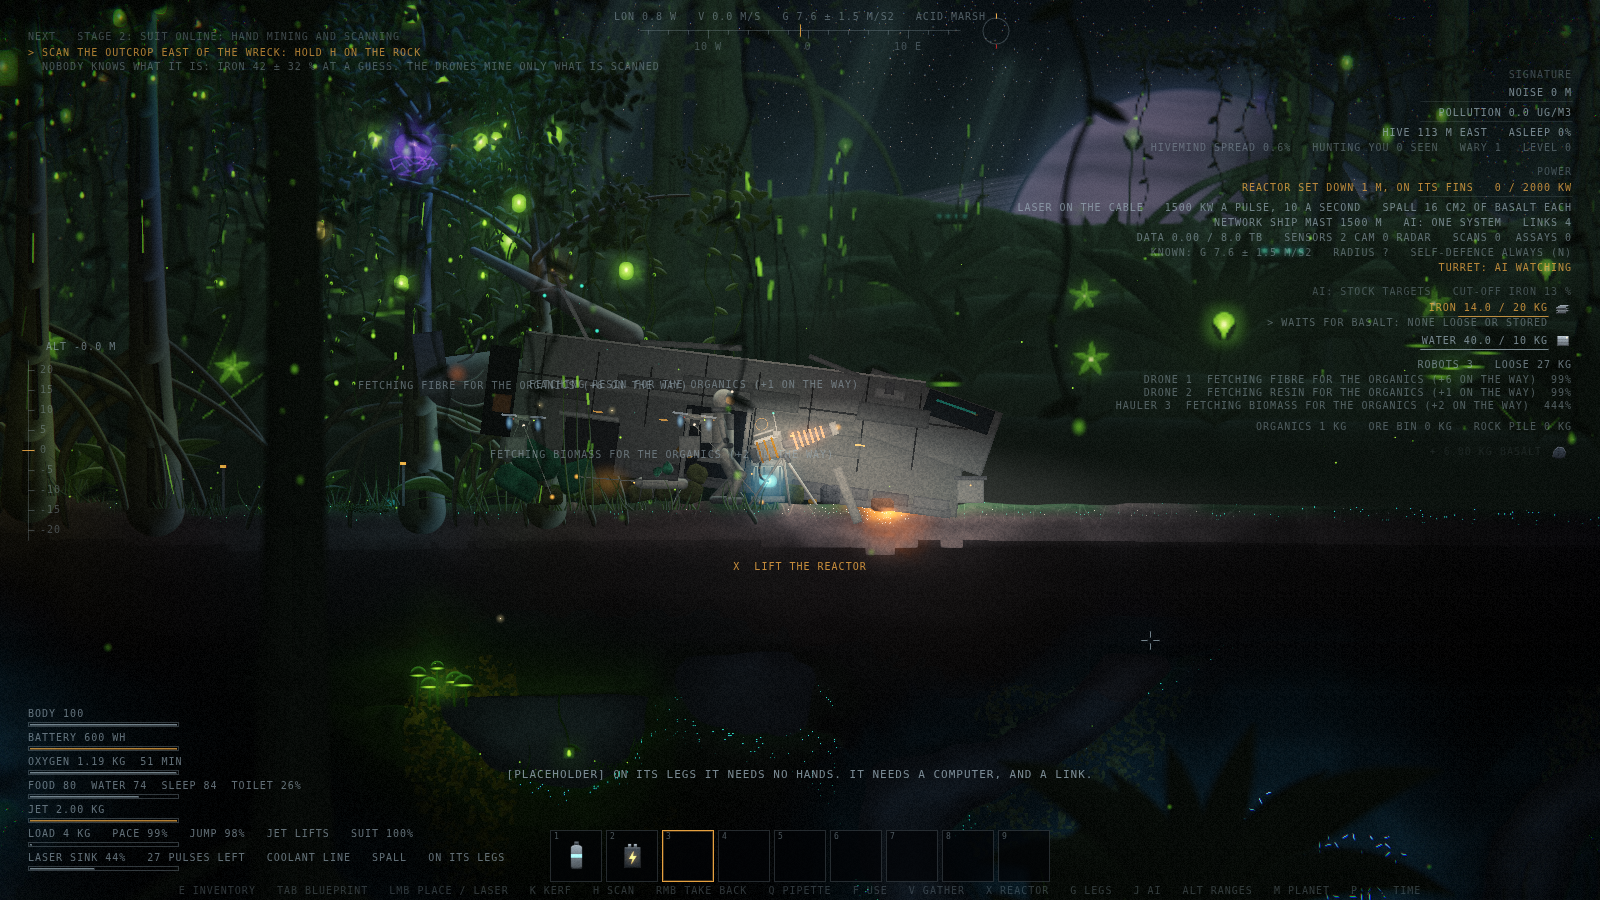 LON 0.8 W   V 0.0 M/S   G 7.6 ± 1.5 M/S2   ACID MARSH
10 W   0   10 E
NEXT   STAGE 2: SUIT ONLINE: HAND MINING AND SCANNING
> SCAN THE OUTCROP EAST OF THE WRECK: HOLD H ON THE ROCK
NOBODY KNOWS WHAT IT IS: IRON 42 ± 32 % AT A GUESS. THE DRONES MINE ONLY WHAT IS SCANNED
SIGNATURE
NOISE 0 M
POLLUTION 0.0 UG/M3
HIVE 113 M EAST   ASLEEP 0%
HIVEMIND SPREAD 0.6%   HUNTING YOU 0 SEEN   WARY 1   LEVEL 0
POWER
REACTOR SET DOWN 1 M, ON ITS FINS   0 / 2000 KW
LASER ON THE CABLE   1500 KW A PULSE, 10 A SECOND   SPALL 16 CM2 OF BASALT EACH
NETWORK SHIP MAST 1500 M   AI: ONE SYSTEM   LINKS 4
DATA 0.00 / 8.0 TB   SENSORS 2 CAM 0 RADAR   SCANS 0   ASSAYS 0
KNOWN: G 7.6 ± 1.5 M/S2   RADIUS ?   SELF-DEFENCE ALWAYS (N)
TURRET: AI WATCHING
AI: STOCK TARGETS   CUT-OFF IRON 13 %
IRON 14.0 / 20 KG
> WAITS FOR BASALT: NONE LOOSE OR STORED
WATER 40.0 / 10 KG
ROBOTS 3   LOOSE 27 KG
DRONE 1  FETCHING FIBRE FOR THE ORGANICS (+6 ON THE WAY)  99%
DRONE 2  FETCHING RESIN FOR THE ORGANICS (+1 ON THE WAY)  99%
HAULER 3  FETCHING BIOMASS FOR THE ORGANICS (+2 ON THE WAY)  444%
ORGANICS 1 KG   ORE BIN 0 KG   ROCK PILE 0 KG
KG BASALT
ALT -0.0 M
20
15
10
5
0
-5
-10
-15
-20
FETCHING FIBRE FOR THE
FETCHING RESIN FOR THE ORGANICS (+1 ON THE WAY)
FETCHING BIOMASS FOR THE ORGANICS WAY)
X  LIFT THE REACTOR
[PLACEHOLDER] ON ITS LEGS IT NEEDS NO HANDS. IT NEEDS A COMPUTER, AND A LINK.
BODY 100
BATTERY 600 WH
OXYGEN 1.19 KG  51 MIN
FOOD 80  WATER 74  SLEEP 84  TOILET 26%
JET 2.00 KG
LOAD 4 KG   PACE 99%   JUMP 98%   JET LIFTS   SUIT 100%
LASER SINK 44%   27 PULSES LEFT   COOLANT LINE   SPALL   ON ITS LEGS
1 2 3 4 5 6 7 8 9
E INVENTORY   TAB BLUEPRINT   LMB PLACE / LASER   K KERF   H SCAN   RMB TAKE BACK   Q PIPETTE   F USE   V GATHER   X REACTOR   G LEGS   J AI   ALT RANGES   M PLANET   TIME